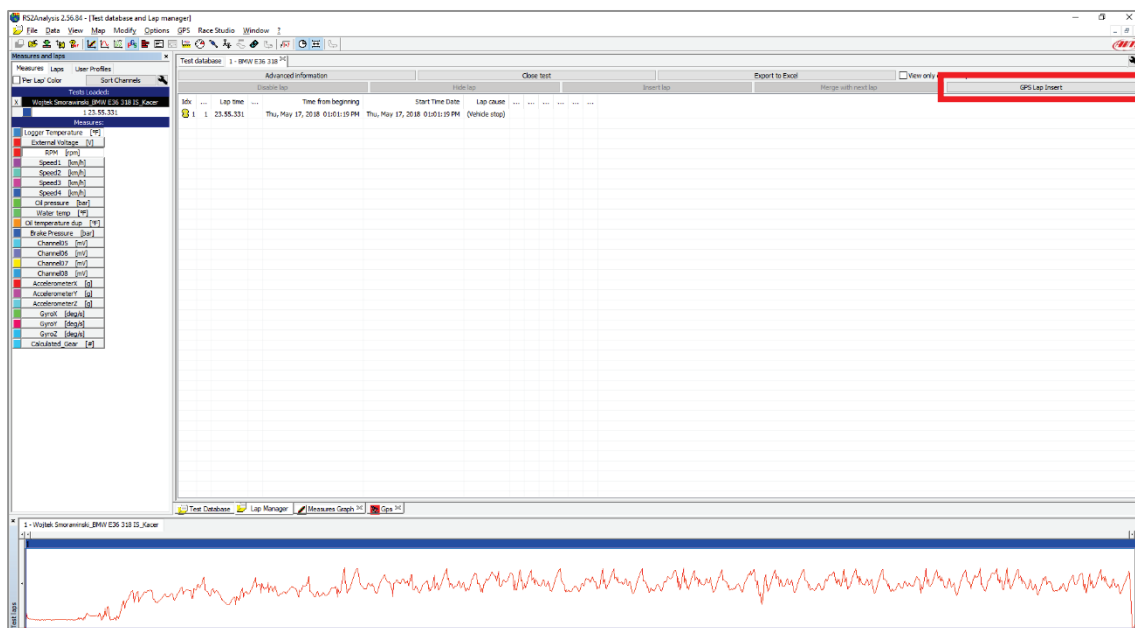 RS2Analysis 2.56.84 - [Test database and Lap manager]
File Data View Map Modify Options GPS Race Studio Window ?
Measures and laps
Measures Laps User Profiles
'Per Lap' Color Sort Channels
Tests Loaded:
X Wojtek Smorawinski_BMW E36 318 IS_Kacer
1 23.55.331
Measures:
Logger Temperature [°F]
External Voltage [V]
RPM [rpm]
Speed1 [km/h]
Speed2 [km/h]
Speed3 [km/h]
Speed4 [km/h]
Oil pressure [bar]
Water temp [°F]
Oil temperature dup [°F]
Brake Pressure [bar]
Channel05 [mV]
Channel06 [mV]
Channel07 [mV]
Channel08 [mV]
AccelerometerX [g]
AccelerometerY [g]
AccelerometerZ [g]
GyroX [deg/s]
GyroY [deg/s]
GyroZ [deg/s]
Calculated_Gear [#]
Test database 1 - BMW E36 318
Advanced information Close test Export to Excel View only
Disable lap Hide lap Insert lap Merge with next lap GPS Lap Insert
Idx ... Lap time ... Time from beginning Start Time Date Lap cause ... ... ... ... ... ...
1 1 23.55.331 Thu, May 17, 2018 01:01:19 PM Thu, May 17, 2018 01:01:19 PM (Vehicle stop)
Test Database Lap Manager Measures Graph Gps
1 - Wojtek Smorawinski_BMW E36 318 IS_Kacer
Test laps